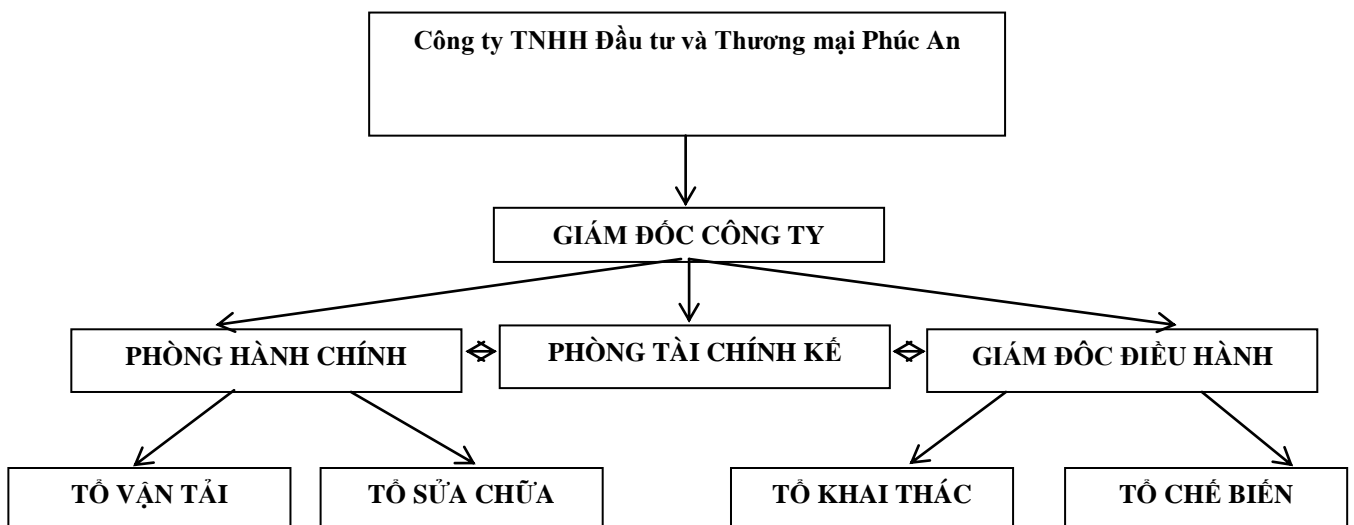 Công ty TNHH Đầu tư và Thương mại Phúc An
GIÁM ĐỐC CÔNG TY
PHÒNG HÀNH CHÍNH
PHÒNG TÀI CHÍNH KẾ
GIÁM ĐÔC ĐIỀU HÀNH
TỔ VẬN TẢI
TỔ SỬA CHỮA
TỔ KHAI THÁC
TỔ CHẾ BIẾN